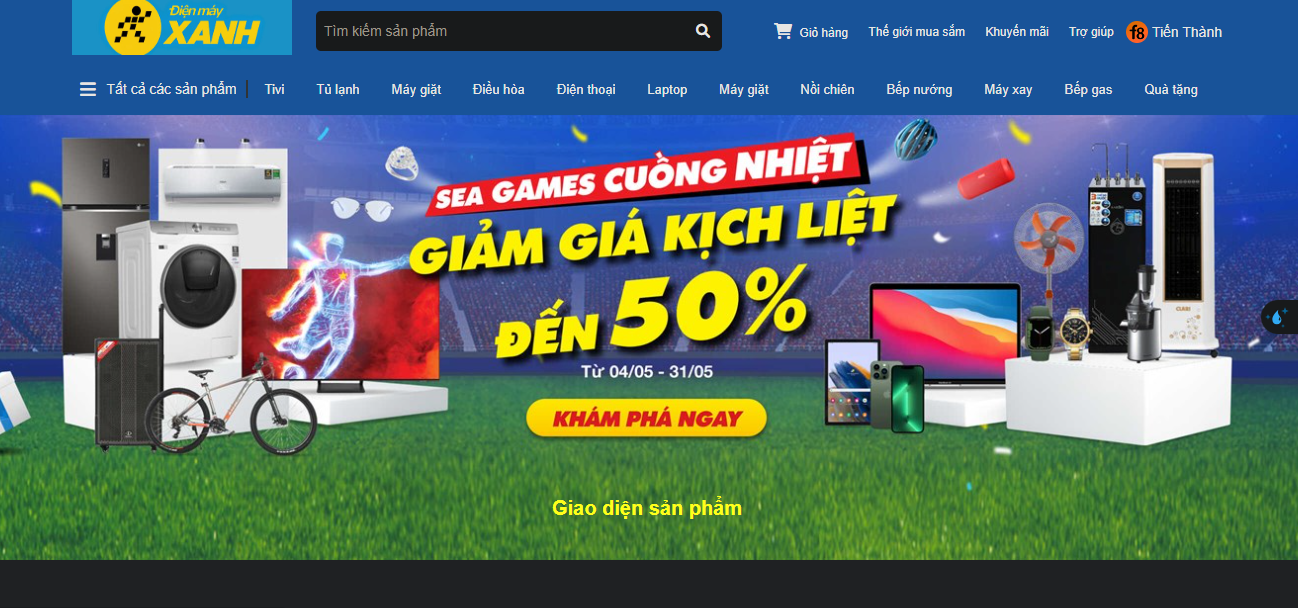 Điện máy
XANH
Tìm kiếm sản phẩm
Giỏ hàng
Thế giới mua sắm
Khuyến mãi
Trợ giúp
f8
Tiến Thành
Tất cả các sản phẩm
Tivi
Tủ lạnh
Máy giặt
Điều hòa
Điện thoại
Laptop
Máy giặt
Nồi chiên
Bếp nướng
Máy xay
Bếp gas
Quà tặng
SEA GAMES CUỒNG NHIỆT
GIẢM GIÁ KỊCH LIỆT
ĐẾN 50%
Từ 04/05 - 31/05
KHÁM PHÁ NGAY
Giao diện sản phẩm